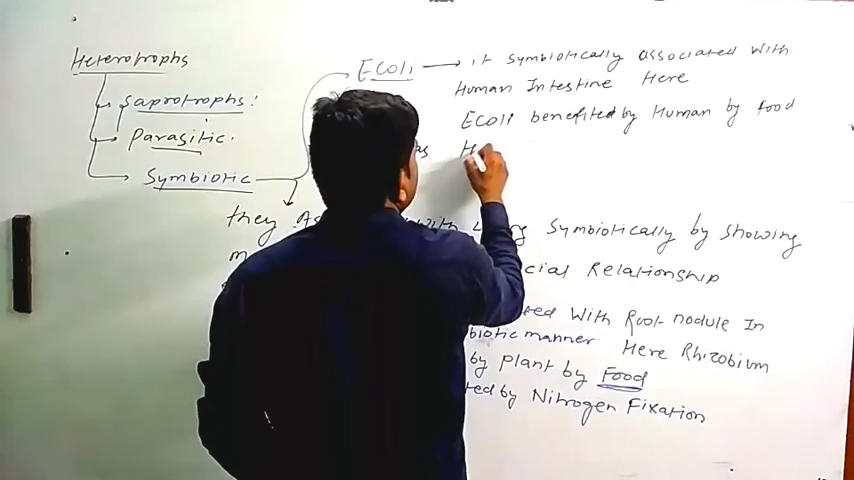 Heterotrophs
Saprotrophs:
Parasitic.
Symbiotic
Ecoli → it symbiotically associated with
Human Intestine Here
Ecoli benefited by Human by food
H
they As with Symbiotically by showing
cial Relationship
ted With Root-nodule In
biotic manner. Here Rhizobium
by plant by Food
ted by Nitrogen Fixation